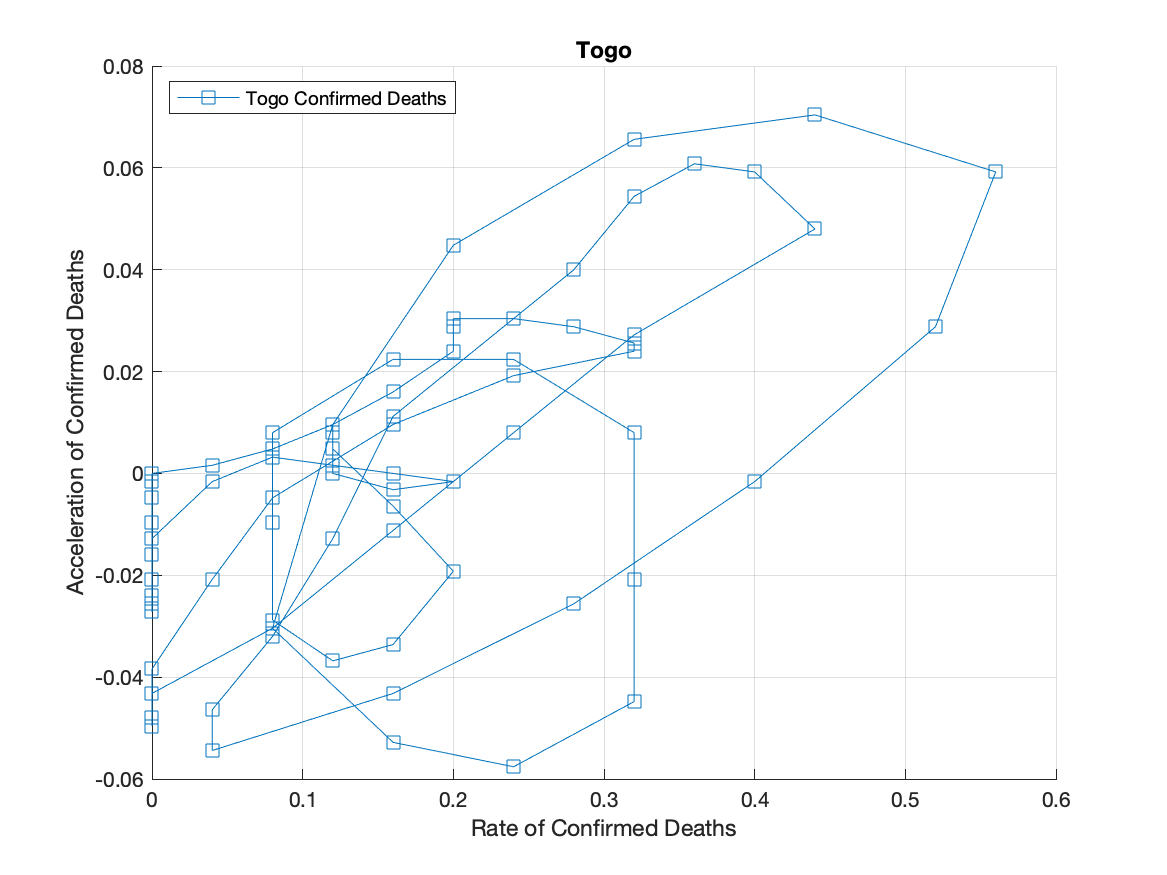 Togo
0.08
Togo Confirmed Deaths
0.06
0.04
0.02
0
-0.02
-0.04
-0.06
Acceleration of Confirmed Deaths
0 0.1 0.2 0.3 0.4 0.5 0.6
Rate of Confirmed Deaths